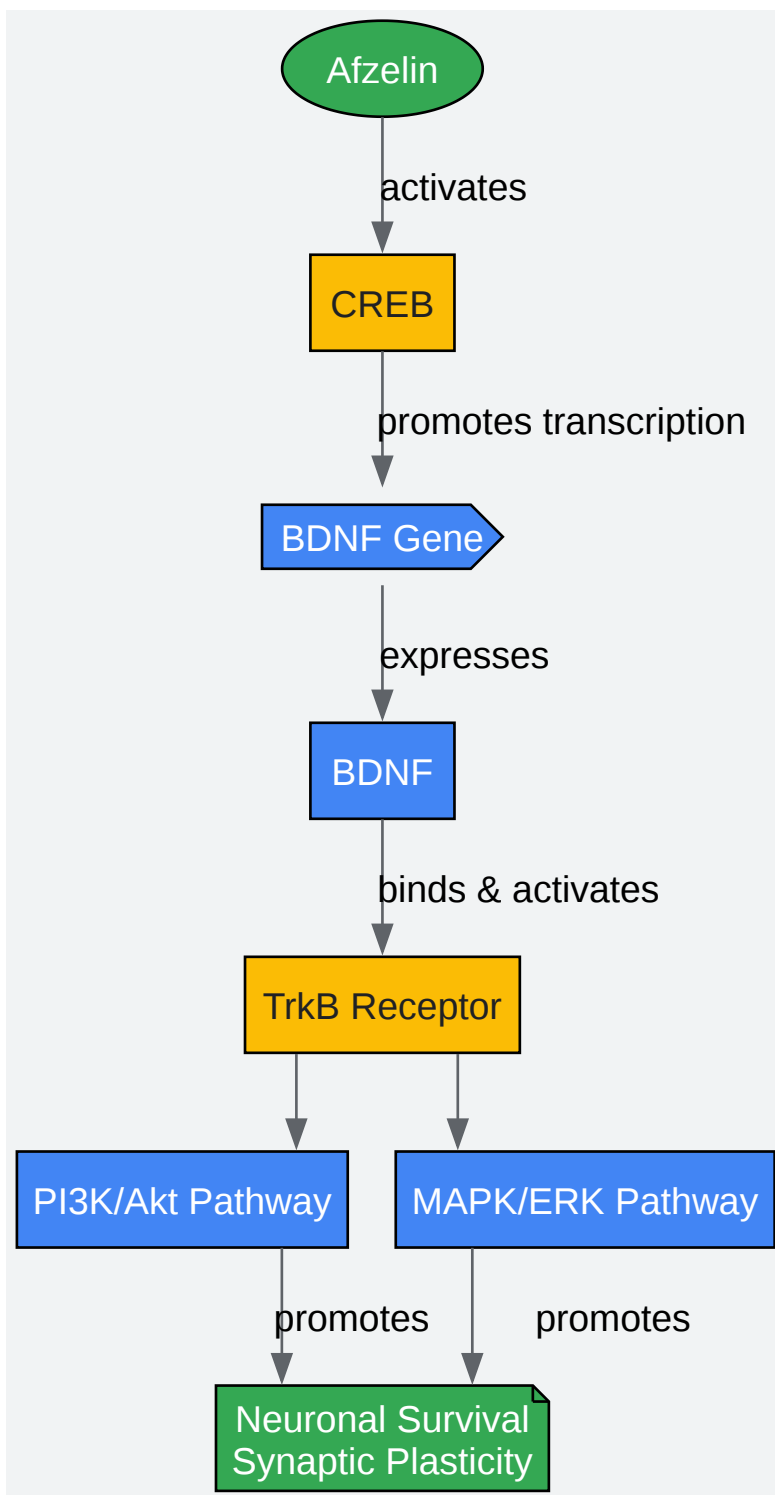 Afzelin
activates
CREB
promotes transcription
BDNF Gene
expresses
BDNF
binds & activates
TrkB Receptor
PI3K/Akt Pathway
MAPK/ERK Pathway
promotes
promotes
Neuronal Survival
Synaptic Plasticity